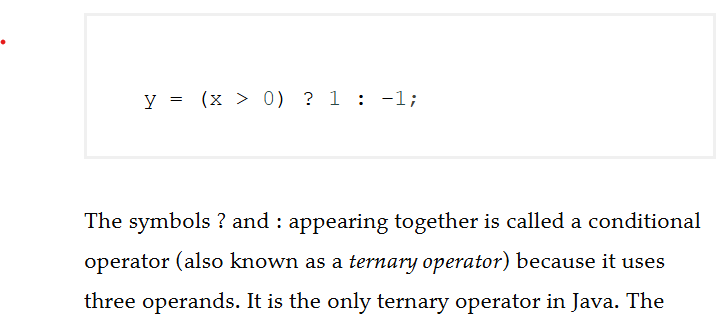 y = (x > 0) ? 1 : -1;
The symbols ? and : appearing together is called a conditional
operator (also known as a ternary operator) because it uses
three operands. It is the only ternary operator in Java. The